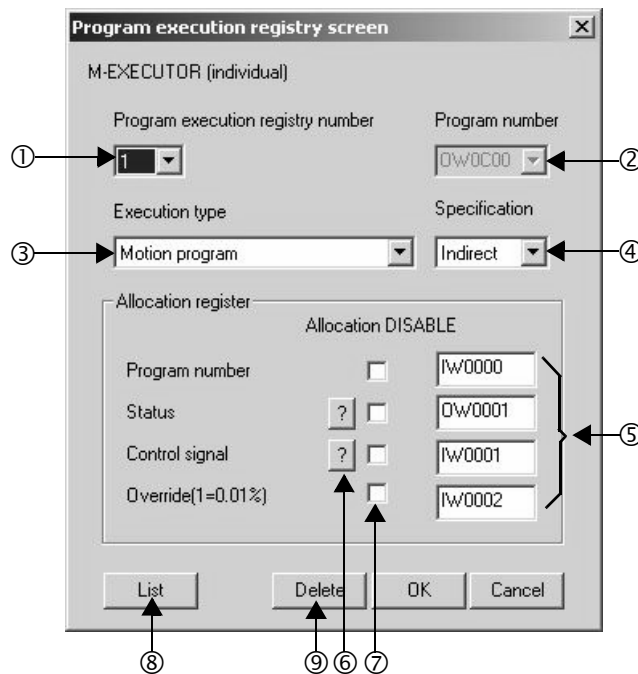 Program execution registry screen
M-EXECUTOR (individual)
Program execution registry number Program number
① 1 OW0C00 ②
Execution type Specification
③ Motion program Indirect ④
Allocation register
Allocation DISABLE
Program number IW0000
Status ? OW0001
⑤
Control signal ? IW0001
Override(1=0.01%) IW0002
List Delete OK Cancel
⑧ ⑨ ⑥ ⑦